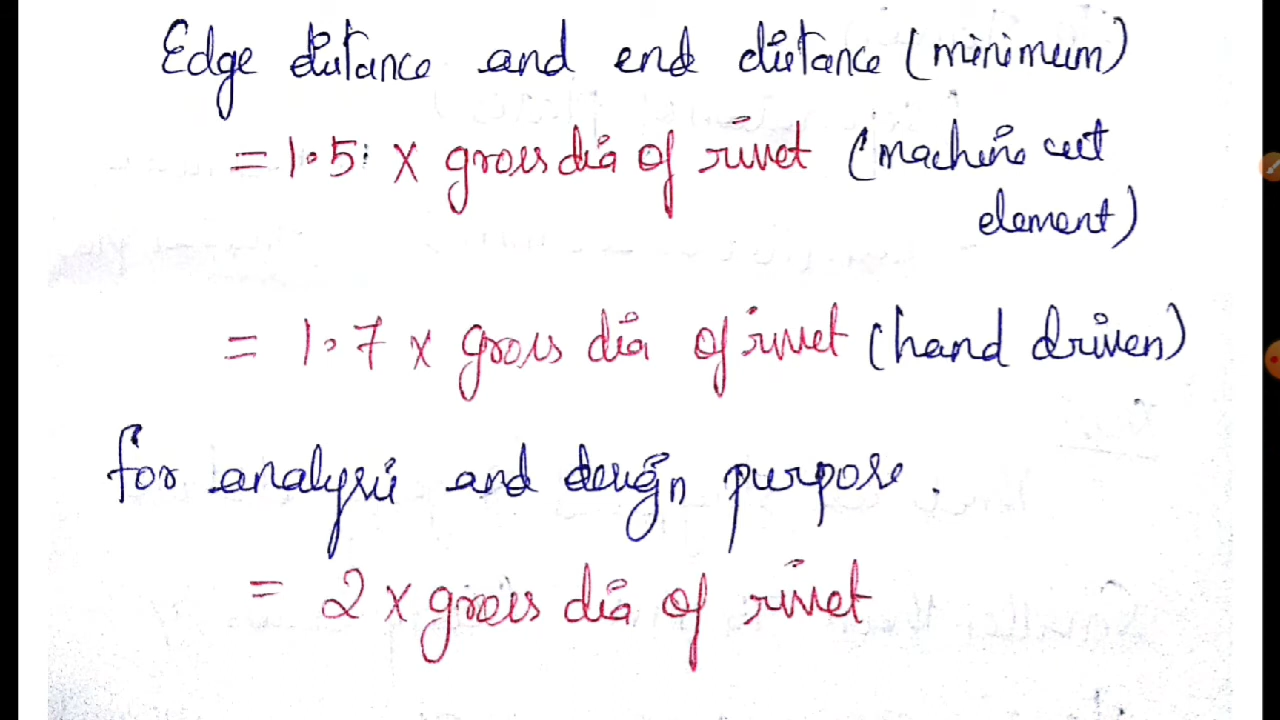 Edge distance and end distance (minimum)
= 1.5 x gross dia of rivet (machine cut
element)
= 1.7 x gross dia of rivet (hand driven)
for analysis and design purpose.
= 2 x gross dia of rivet